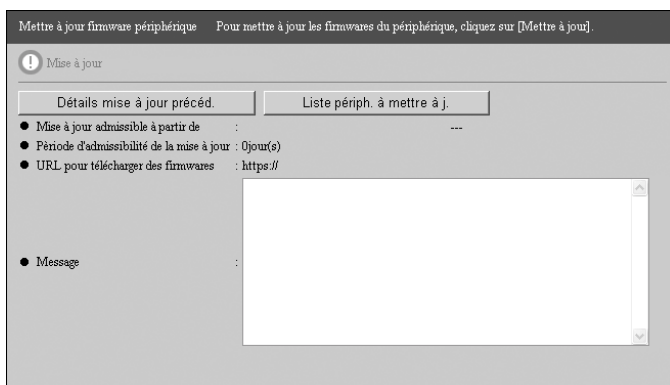 Mettre à jour firmware périphérique Pour mettre à jour les firmwares du périphérique, cliquez sur [Mettre à jour].
Mise à jour
Détails mise à jour précéd. Liste périph. à mettre à j.
● Mise à jour admissible à partir de : ---
● Pèriode d'admissibilité de la mise à jour : 0jour(s)
● URL pour télécharger des firmwares : https://
● Message :